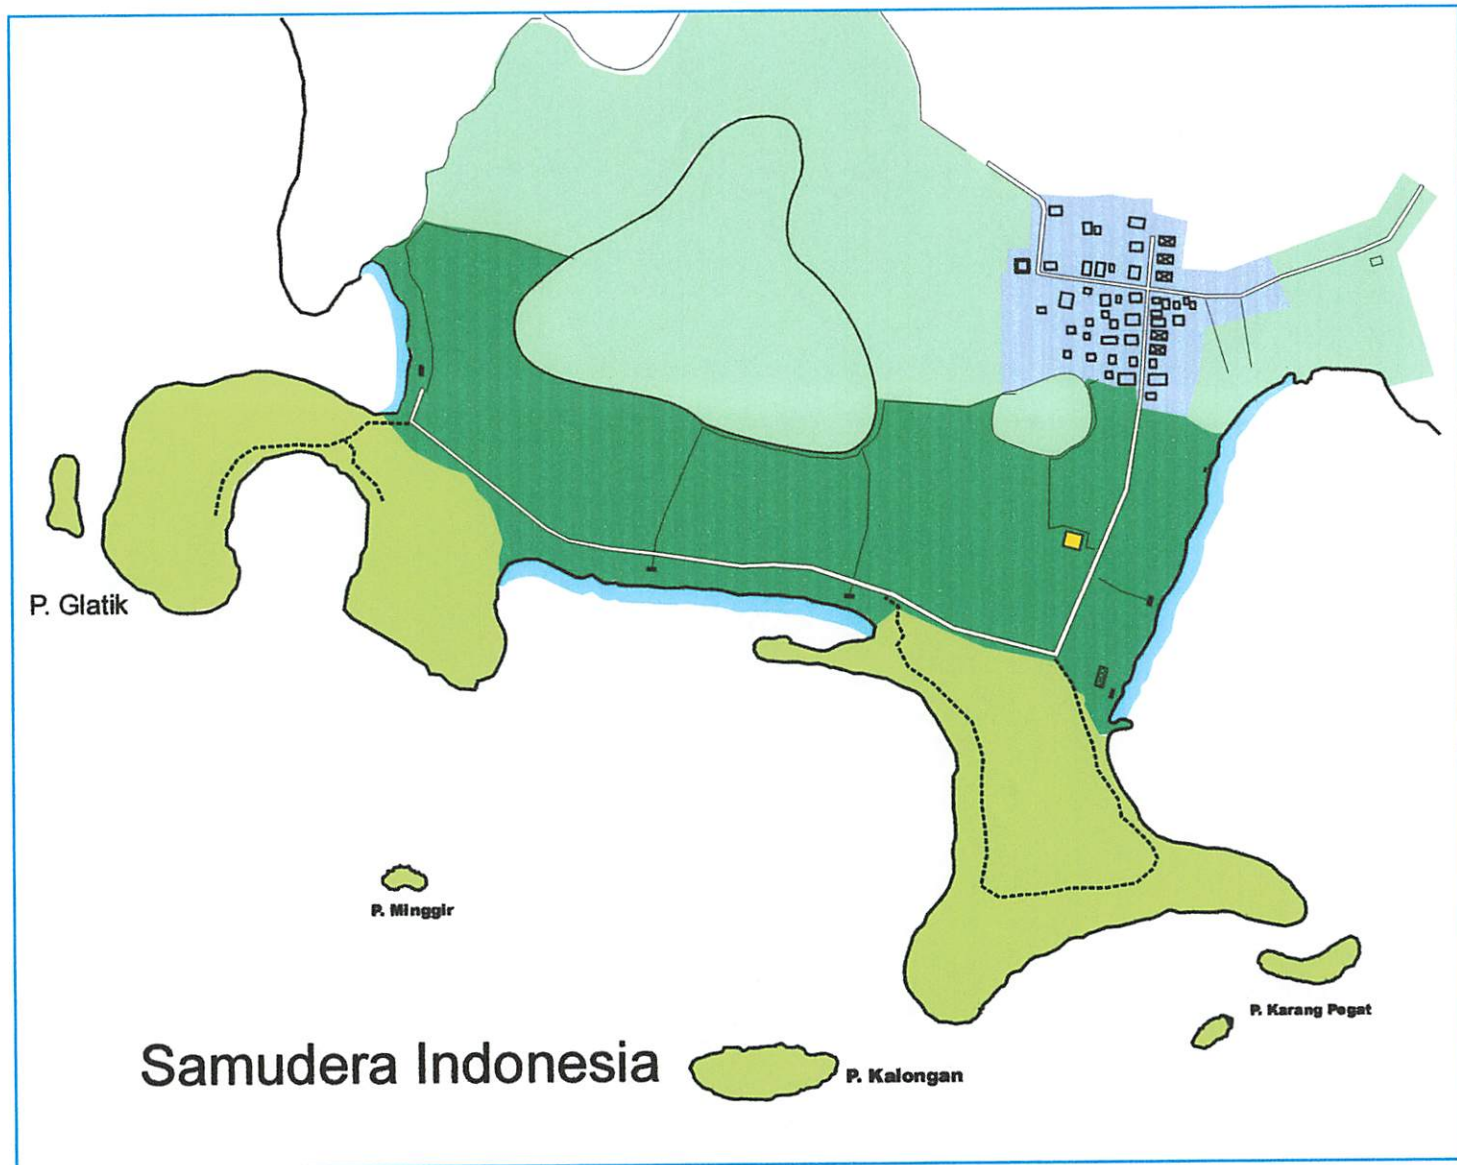 P. Glatik
P. Minggir
P. Karang Pegat
Samudera Indonesia
P. Kalongan